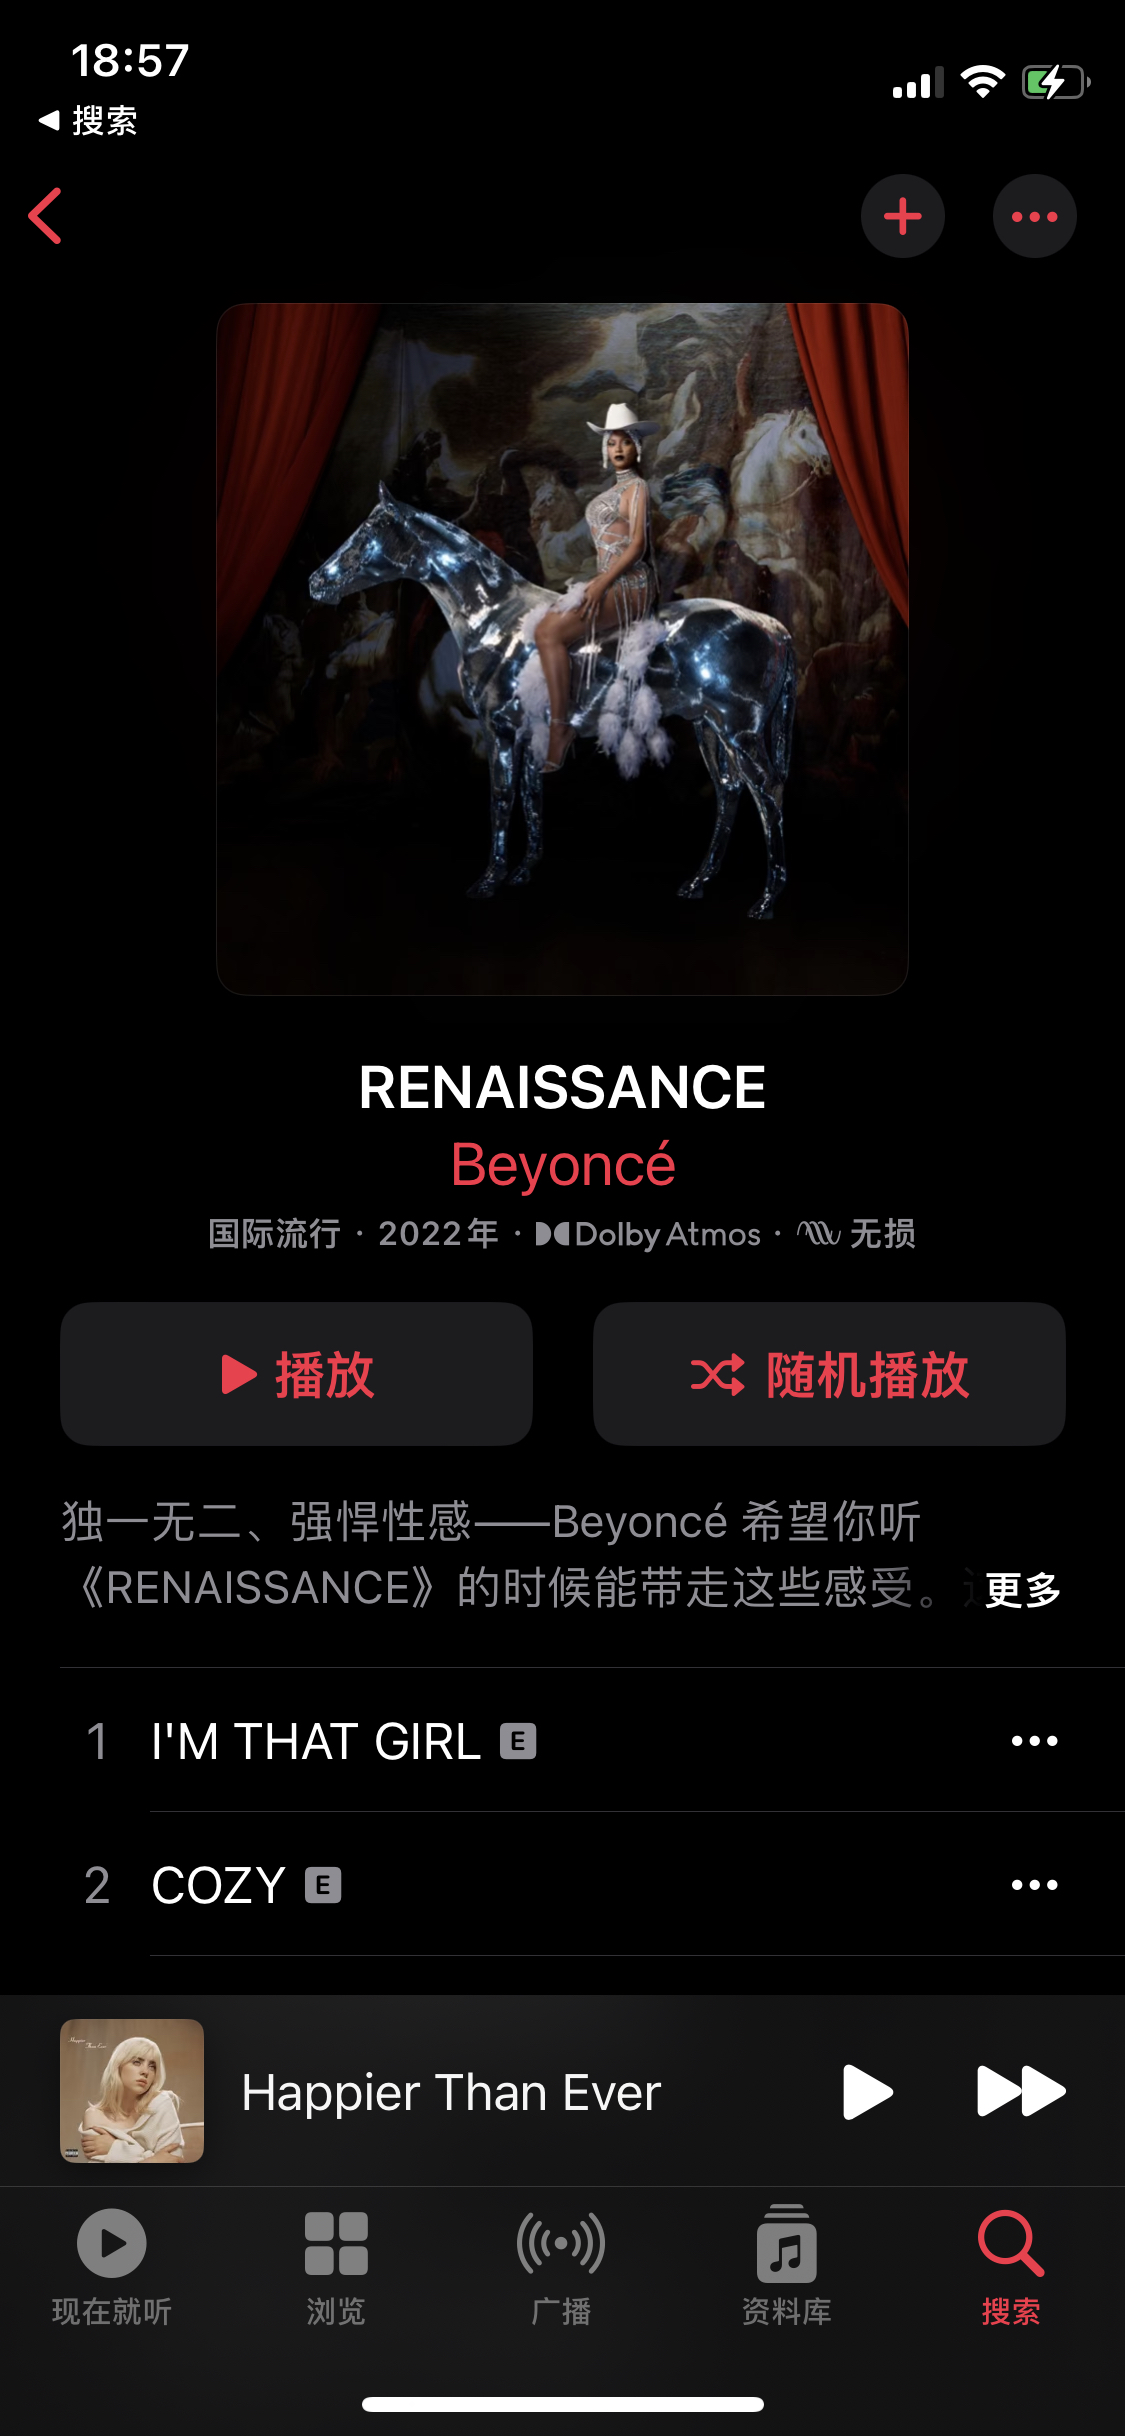 18:57
搜索
RENAISSANCE
Beyoncé
国际流行 · 2022年 · Dolby Atmos · 无损
播放
随机播放
独一无二、强悍性感——Beyoncé 希望你听
《RENAISSANCE》的时候能带走这些感受。 更多
1 I'M THAT GIRL E
2 COZY E
Happier
Than Ever
Happier Than Ever
现在就听
浏览
广播
资料库
搜索